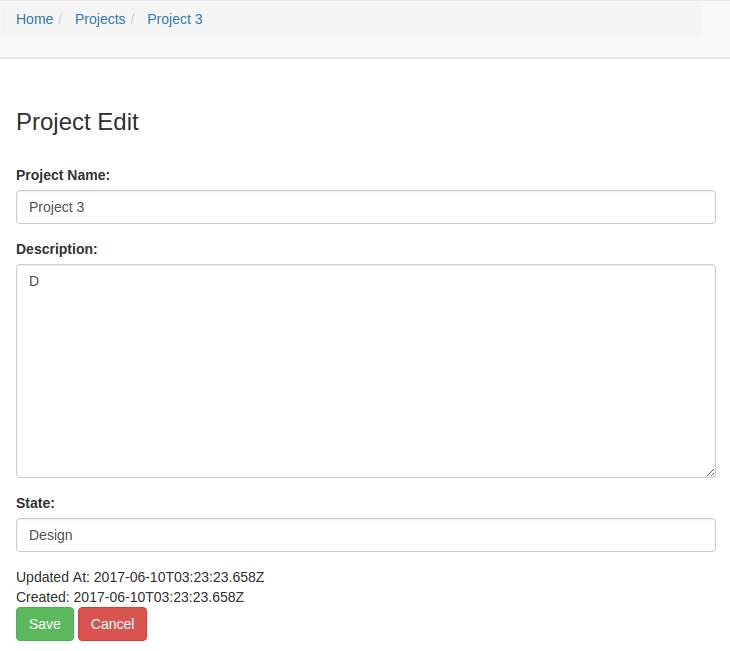 Home / Projects / Project 3
Project Edit
Project Name:
Project 3
Description:
D
State:
Design
Updated At: 2017-06-10T03:23:23.658Z
Created: 2017-06-10T03:23:23.658Z
Save Cancel